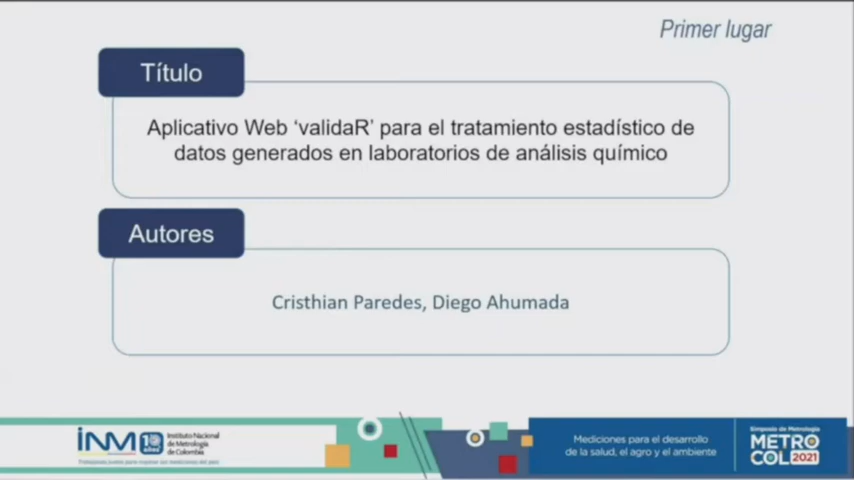 Primer lugar
Título
Aplicativo Web ‘validaR’ para el tratamiento estadístico de
datos generados en laboratorios de análisis químico
Autores
Cristhian Paredes, Diego Ahumada
INM
años
Instituto Nacional
de Metrología
de Colombia
Mediciones para el desarrollo
de la salud, el agro y el ambiente
Simposio de Metrología
METRO
COL 2021